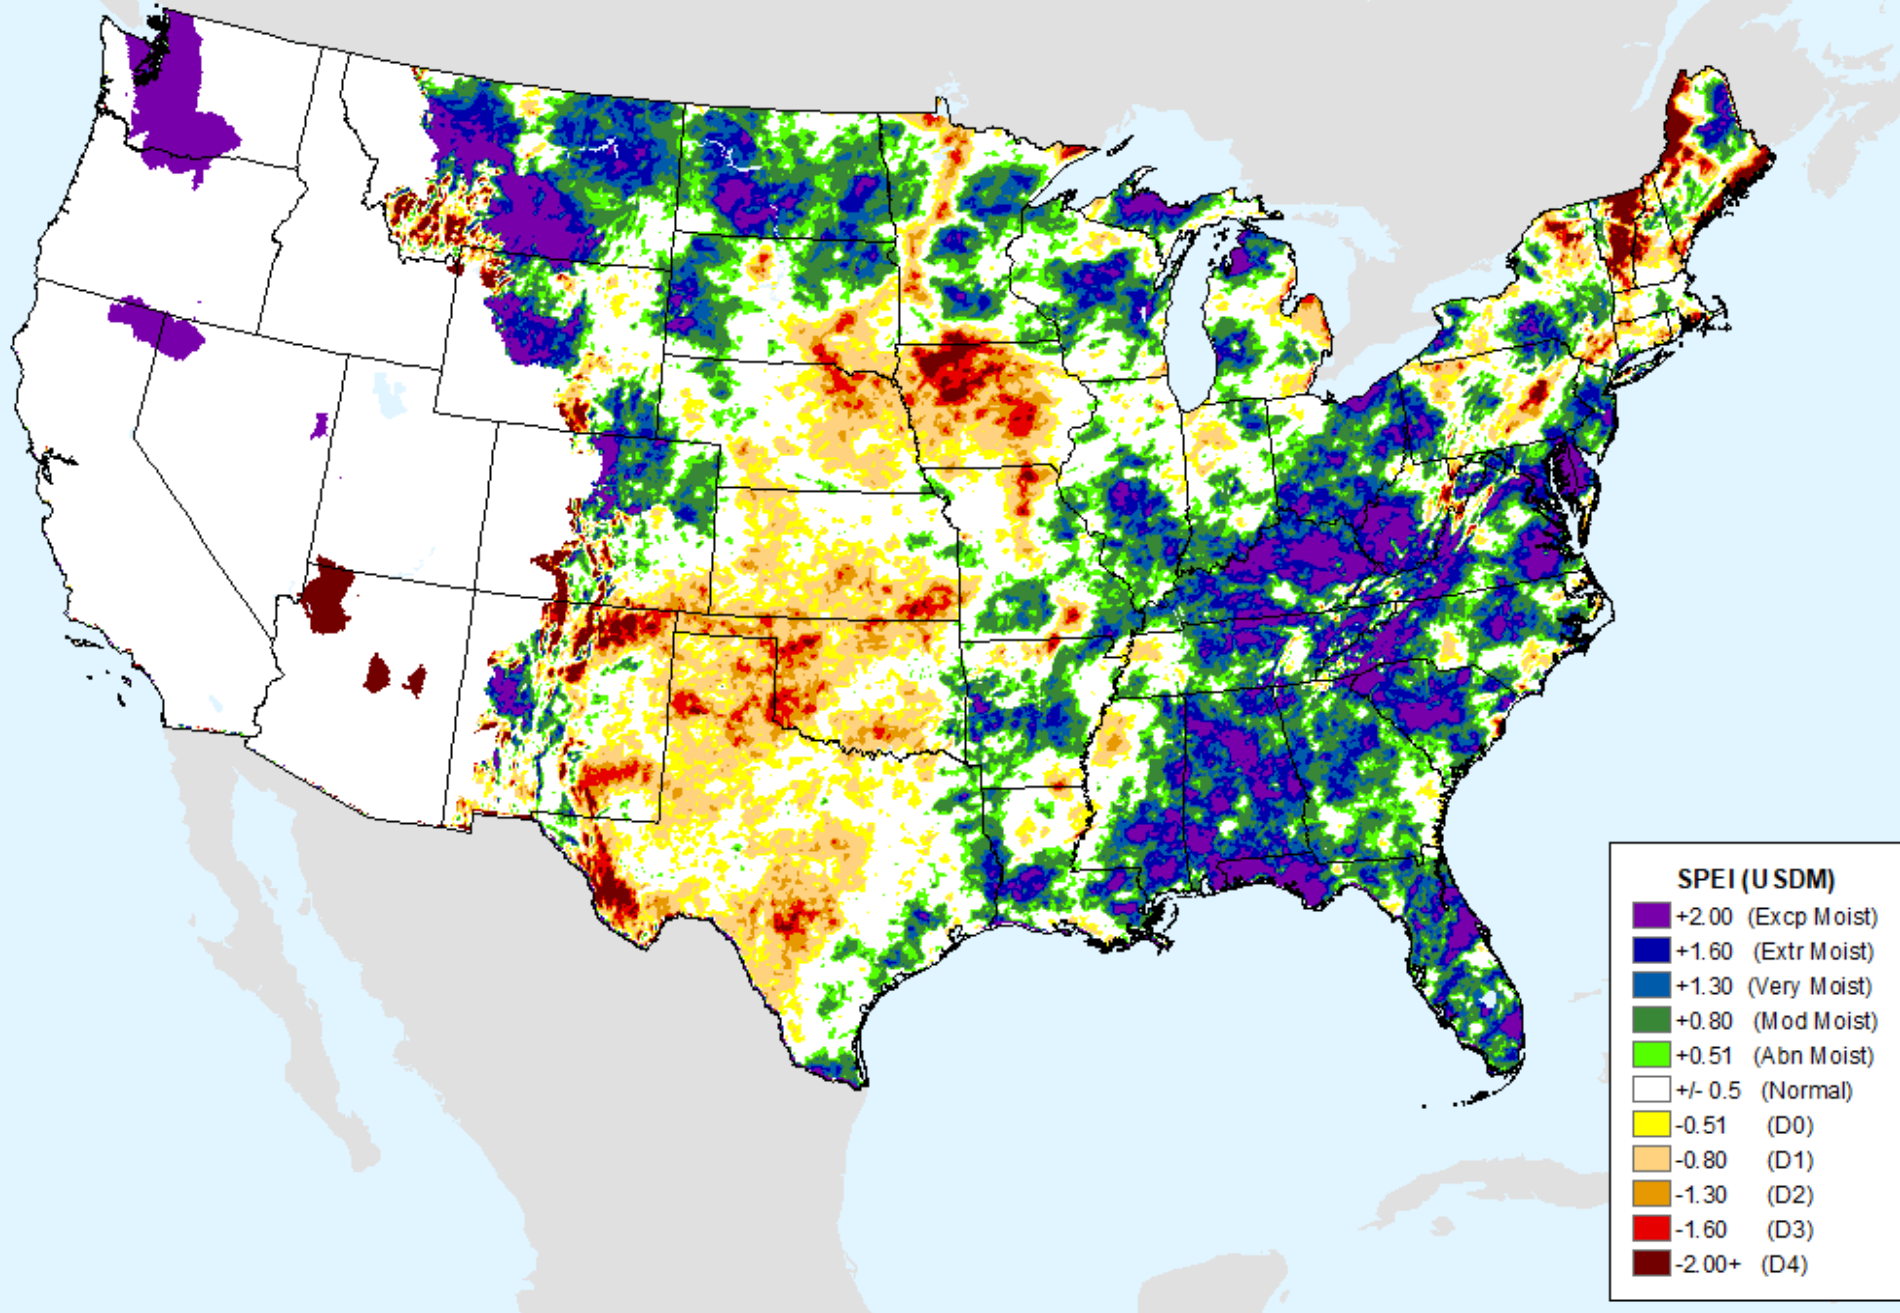 SPEI (USDM)
+2.00 (Excp Moist)
+1.60 (Extr Moist)
+1.30 (Very Moist)
+0.80 (Mod Moist)
+0.51 (Abn Moist)
+/- 0.5 (Normal)
-0.51 (D0)
-0.80 (D1)
-1.30 (D2)
-1.60 (D3)
-2.00+ (D4)